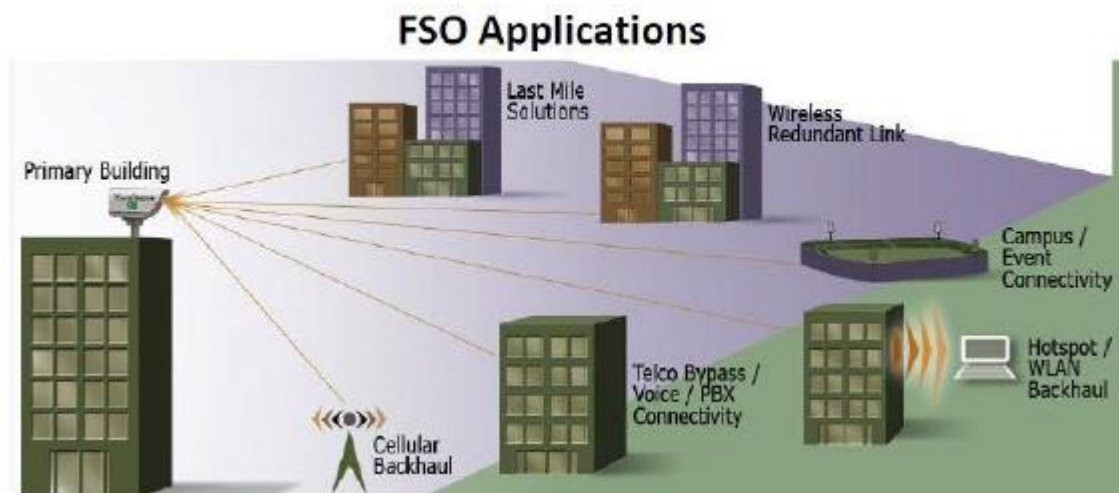 FSO Applications
Last Mile
Solutions
Wireless
Redundant Link
Primary Building
Campus /
Event
Connectivity
Hotspot /
WLAN
Backhaul
Telco Bypass /
Voice / PBX
Connectivity
Cellular
Backhaul